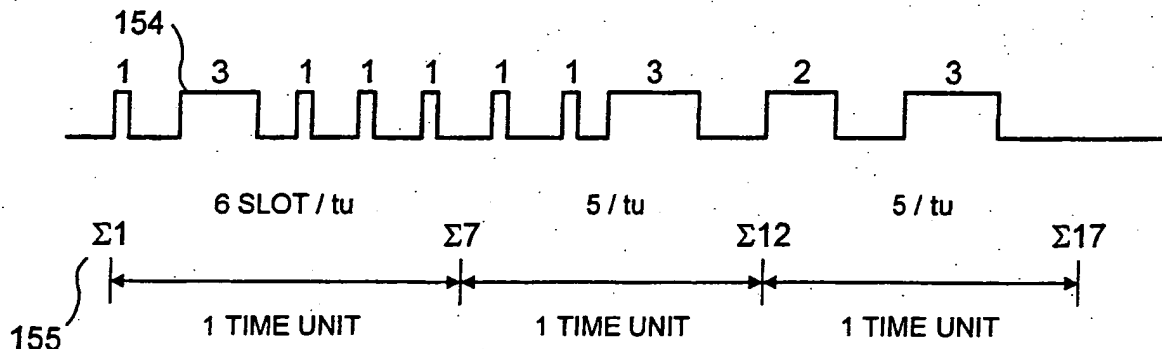 154
1 3 1 1 1 1 1 3 2 3
6 SLOT / tu 5 / tu 5 / tu
Σ1 Σ7 Σ12 Σ17
155
1 TIME UNIT 1 TIME UNIT 1 TIME UNIT